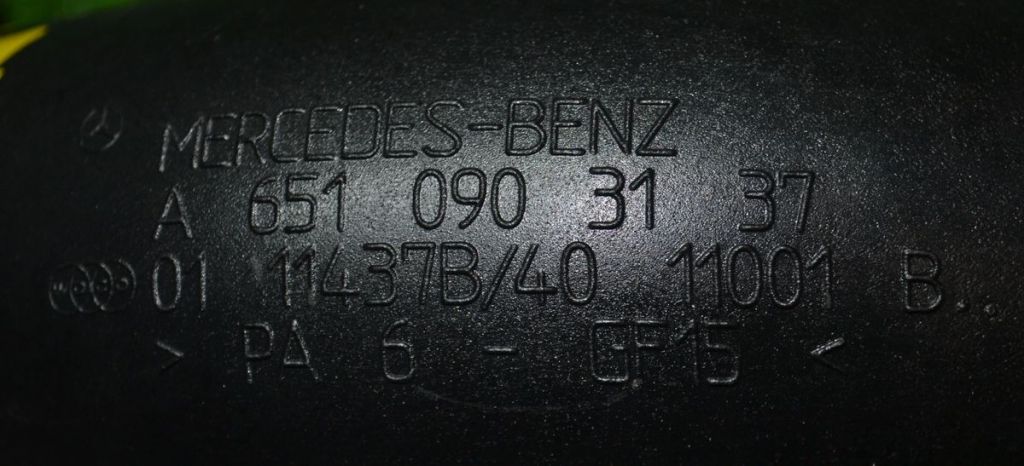 MERCEDES-BENZ
A 651 090 31 37
01 11437B/40 11001 B..
> PA 6 - GF15 <